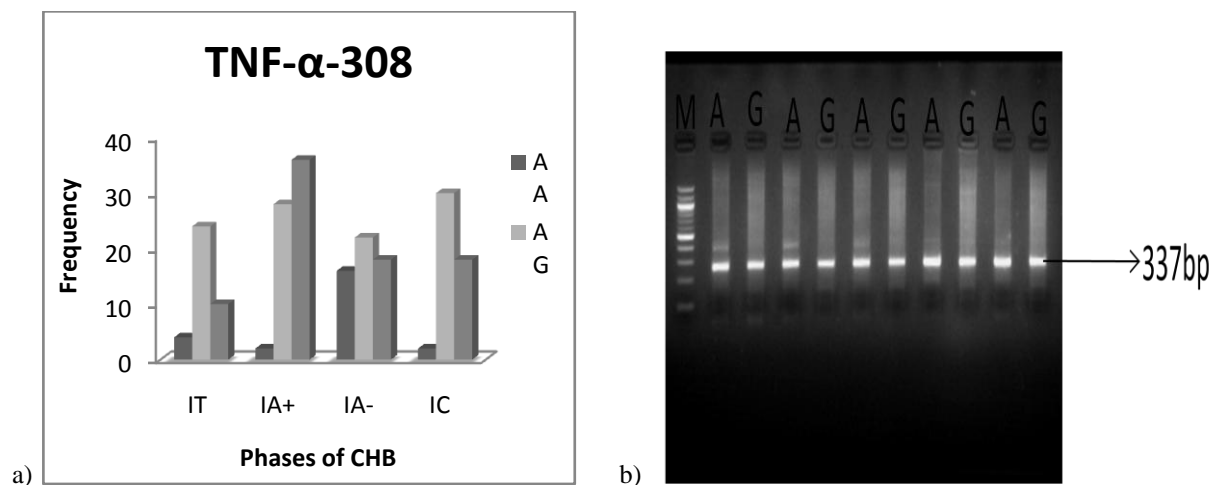 TNF-α-308
40
30
20
10
0
Frequency
IT IA+ IA- IC
Phases of CHB
A
A
A
G
a)
M A G A G A G A G A G
337bp
b)